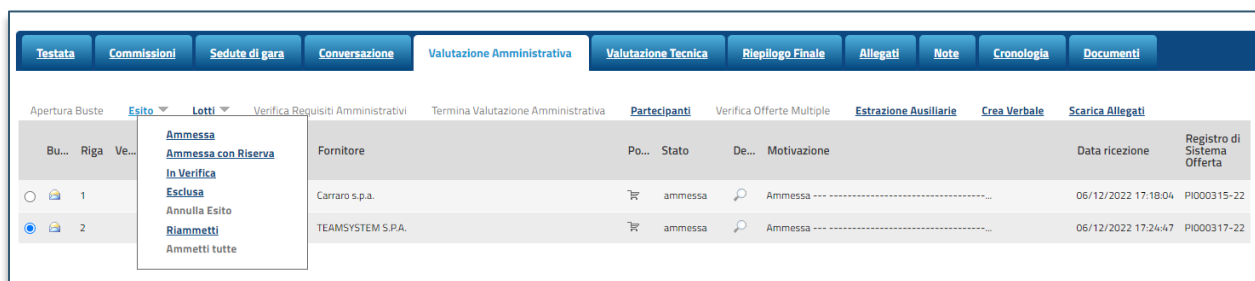 Testata Commissioni Sedute di gara Conversazione Valutazione Amministrativa Valutazione Tecnica Riepilogo Finale Allegati Note Cronologia Documenti
Apertura Buste Esito Lotti Verifica Requisiti Amministrativi Termina Valutazione Amministrativa Partecipanti Verifica Offerte Multiple Estrazione Ausiliarie Crea Verbale Scarica Allegati
Ammessa
Ammessa con Riserva
In Verifica
Esclusa
Annulla Esito
Riammetti
Ammetti tutte
Bu... Riga Ve... Fornitore Po... Stato De... Motivazione Data ricezione Registro di
Sistema
Offerta
1 Carraro s.p.a. ammessa Ammessa --- -----------------------------------... 06/12/2022 17:18:04 PI000315-22
2 TEAMSYSTEM S.P.A. ammessa Ammessa --- -----------------------------------... 06/12/2022 17:24:47 PI000317-22